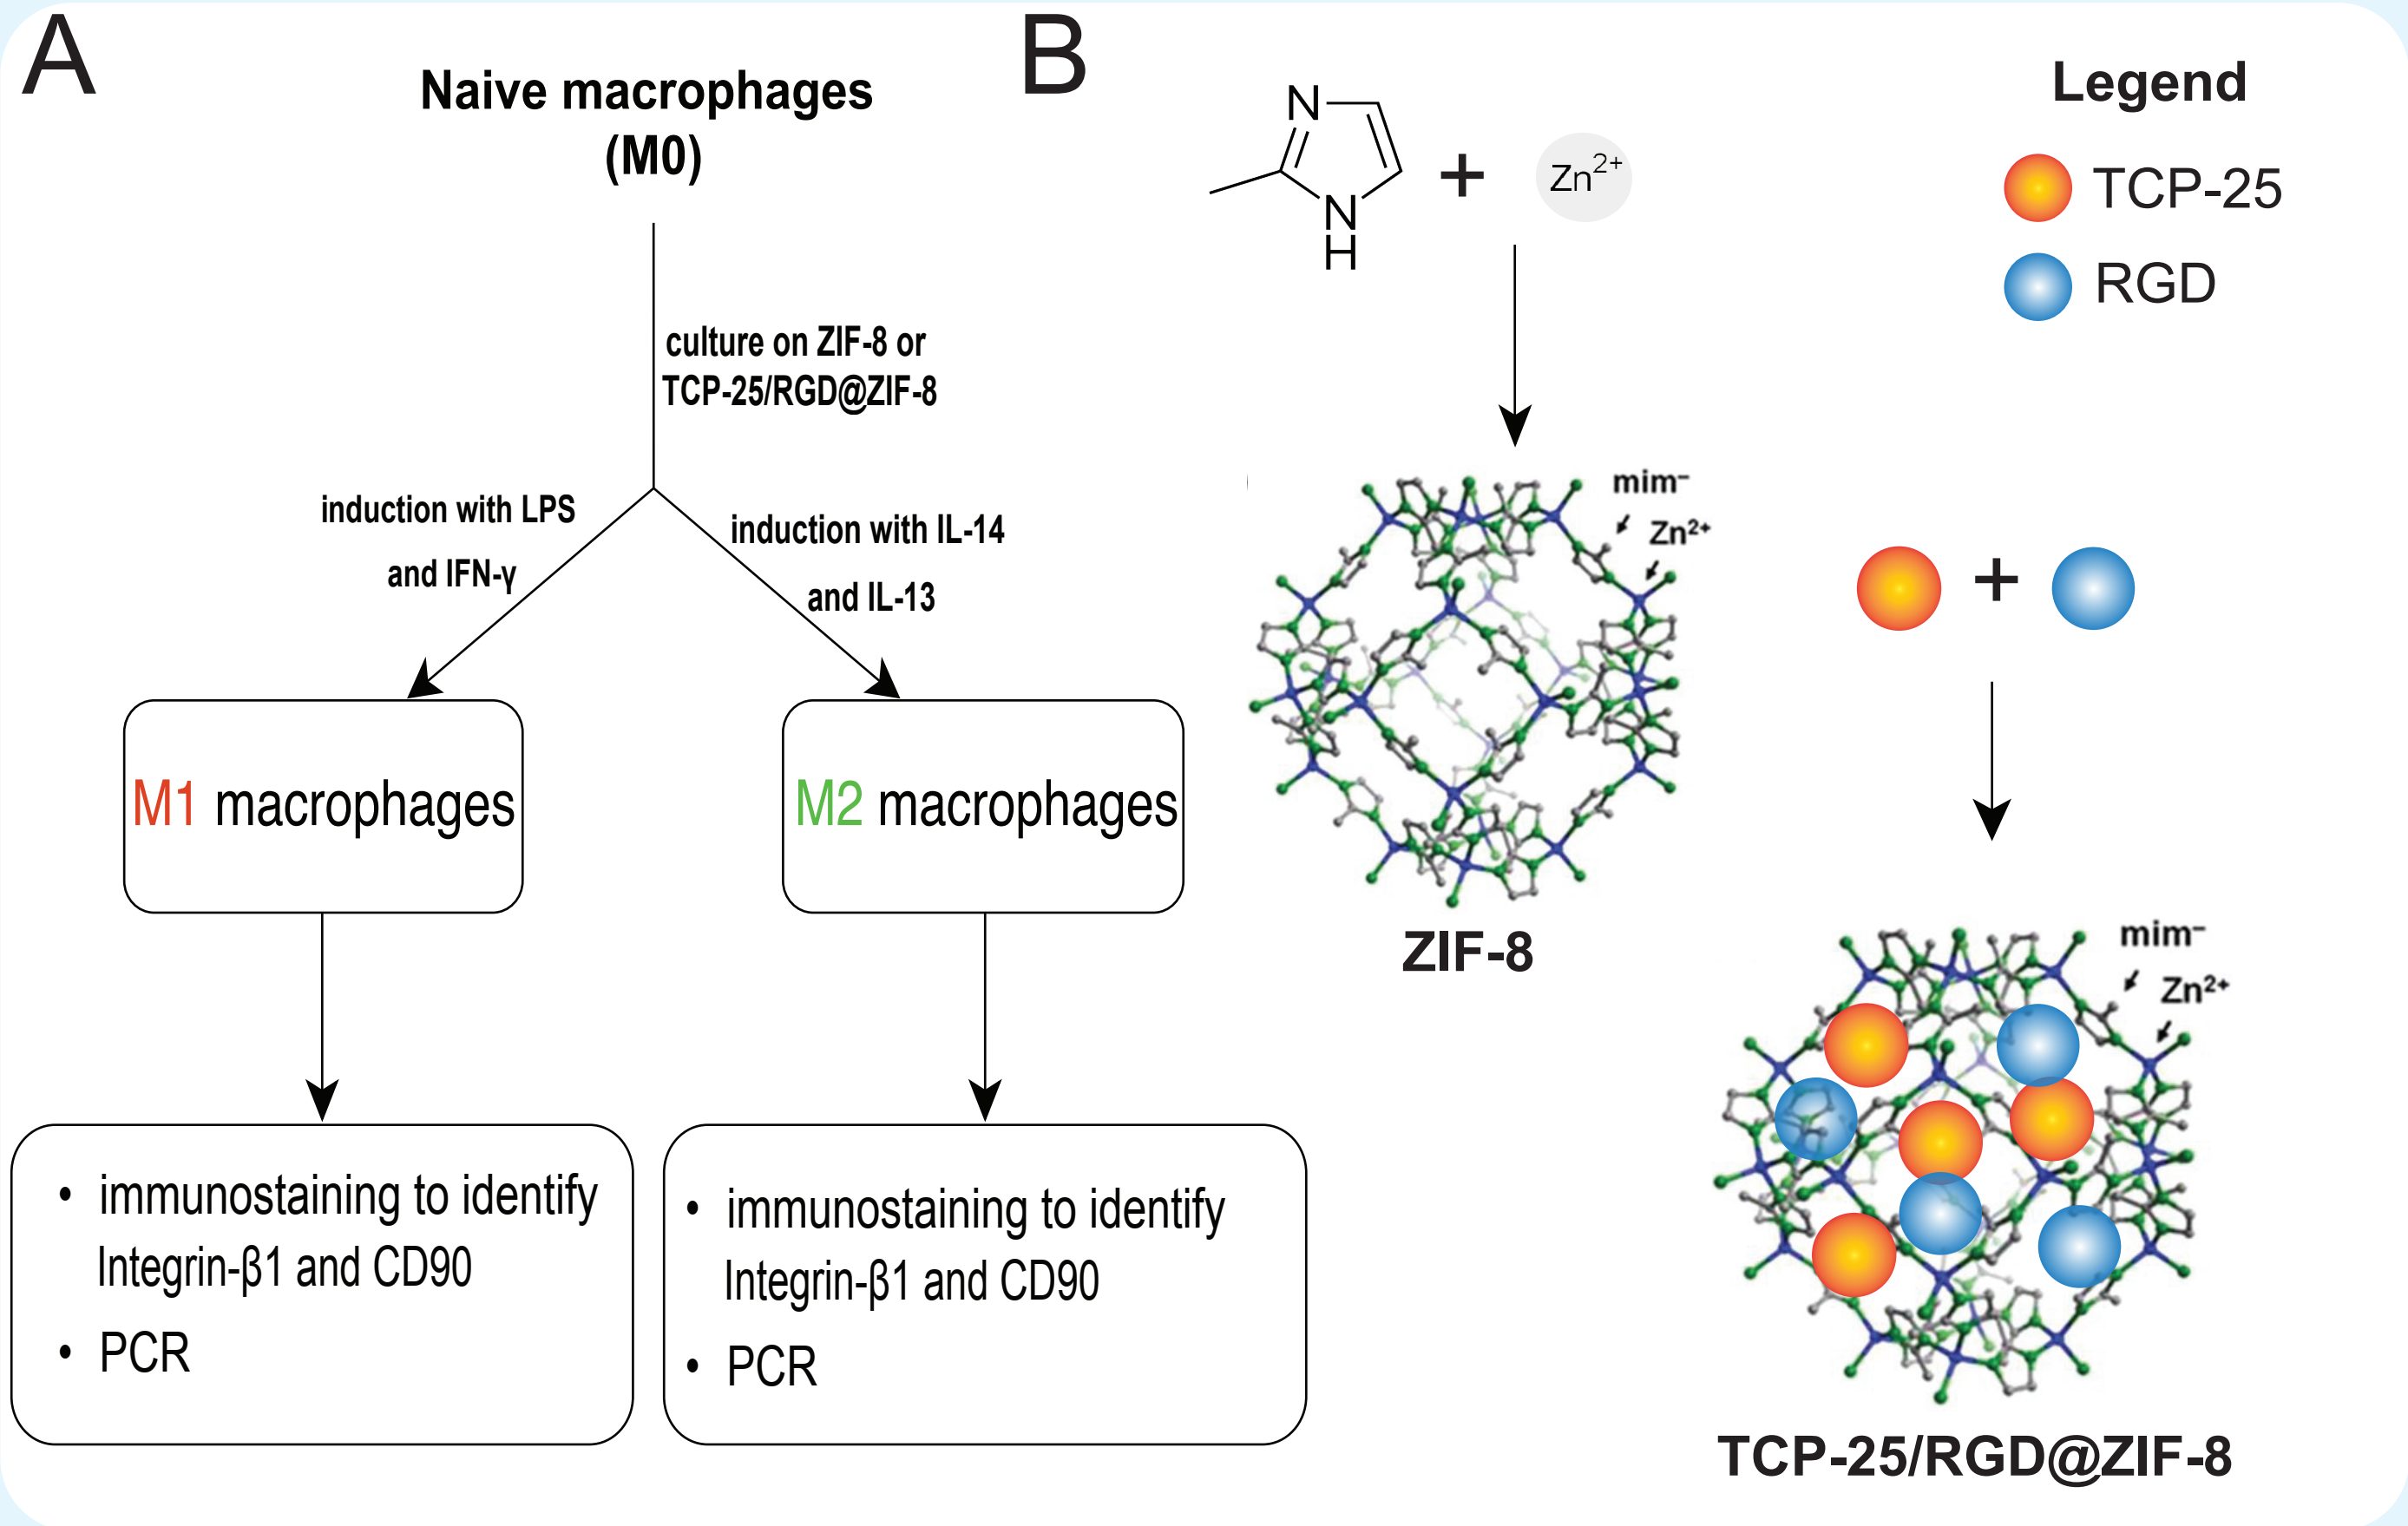 A
Naive macrophages
(M0)
culture on ZIF-8 or
TCP-25/RGD@ZIF-8
induction with LPS
and IFN-γ
induction with IL-14
and IL-13
M1 macrophages
M2 macrophages
• immunostaining to identify
Integrin-β1 and CD90
• PCR
• immunostaining to identify
Integrin-β1 and CD90
• PCR
B
N
N
H
+
Zn²⁺
Legend
TCP-25
RGD
mim⁻
Zn²⁺
ZIF-8
+
mim⁻
Zn²⁺
TCP-25/RGD@ZIF-8